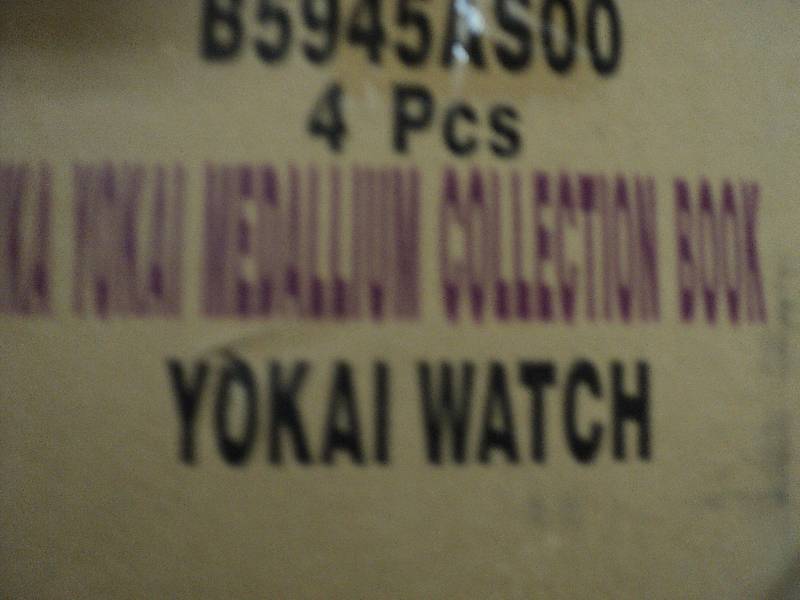 B5945AS00
4 Pcs
YOKAI MEDALLIUM COLLECTION BOOK
YOKAI WATCH